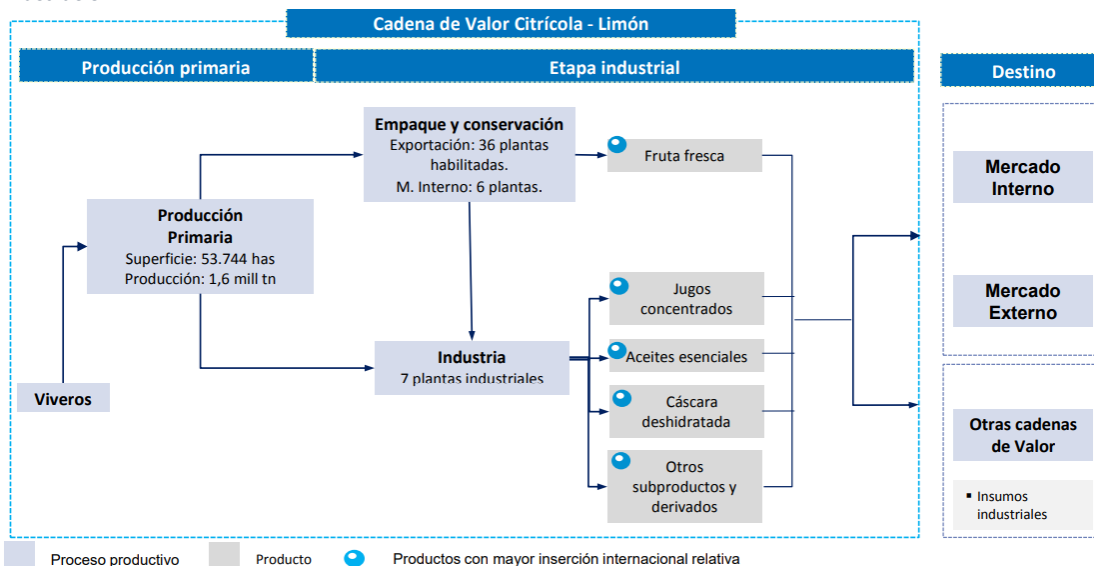 Cadena de Valor Citrícola - Limón
Producción primaria
Etapa industrial
Destino
Empaque y conservación
Exportación: 36 plantas
habilitadas.
M. Interno: 6 plantas.
Fruta fresca
Mercado
Interno
Producción
Primaria
Superficie: 53.744 has
Producción: 1,6 mill tn
Jugos
concentrados
Mercado
Externo
Industria
7 plantas industriales
Aceites esenciales
Viveros
Cáscara
deshidratada
Otras cadenas
de Valor
Otros
subproductos y
derivados
▪ Insumos
industriales
Proceso productivo
Producto
Productos con mayor inserción internacional relativa